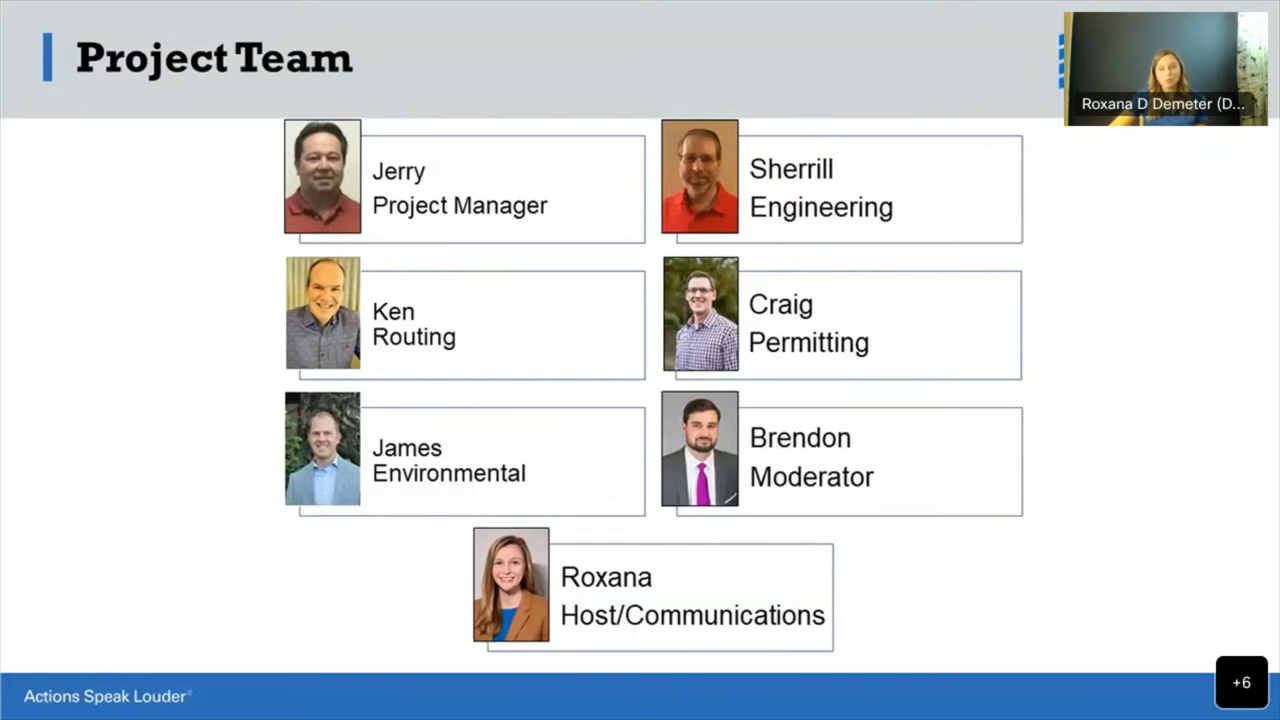 Project Team
Roxana D Demeter (D...
Jerry
Project Manager
Sherrill
Engineering
Ken
Routing
Craig
Permitting
James
Environmental
Brendon
Moderator
Roxana
Host/Communications
Actions Speak Louder®
+6